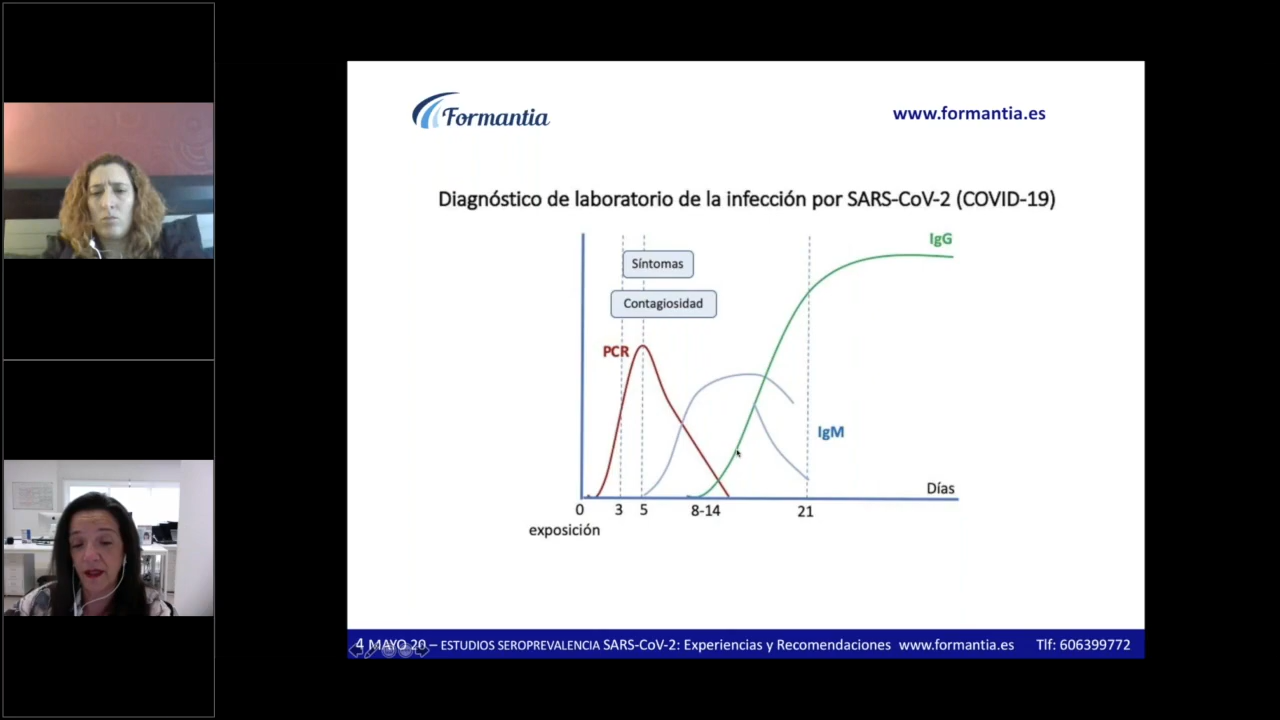 Formantia
www.formantia.es
Diagnóstico de laboratorio de la infección por SARS-CoV-2 (COVID-19)
IgG
Síntomas
Contagiosidad
PCR
IgM
Días
0 3 5 8-14 21
exposición
4 MAYO 20 – ESTUDIOS SEROPREVALENCIA SARS-CoV-2: Experiencias y Recomendaciones www.formantia.es Tlf: 606399772